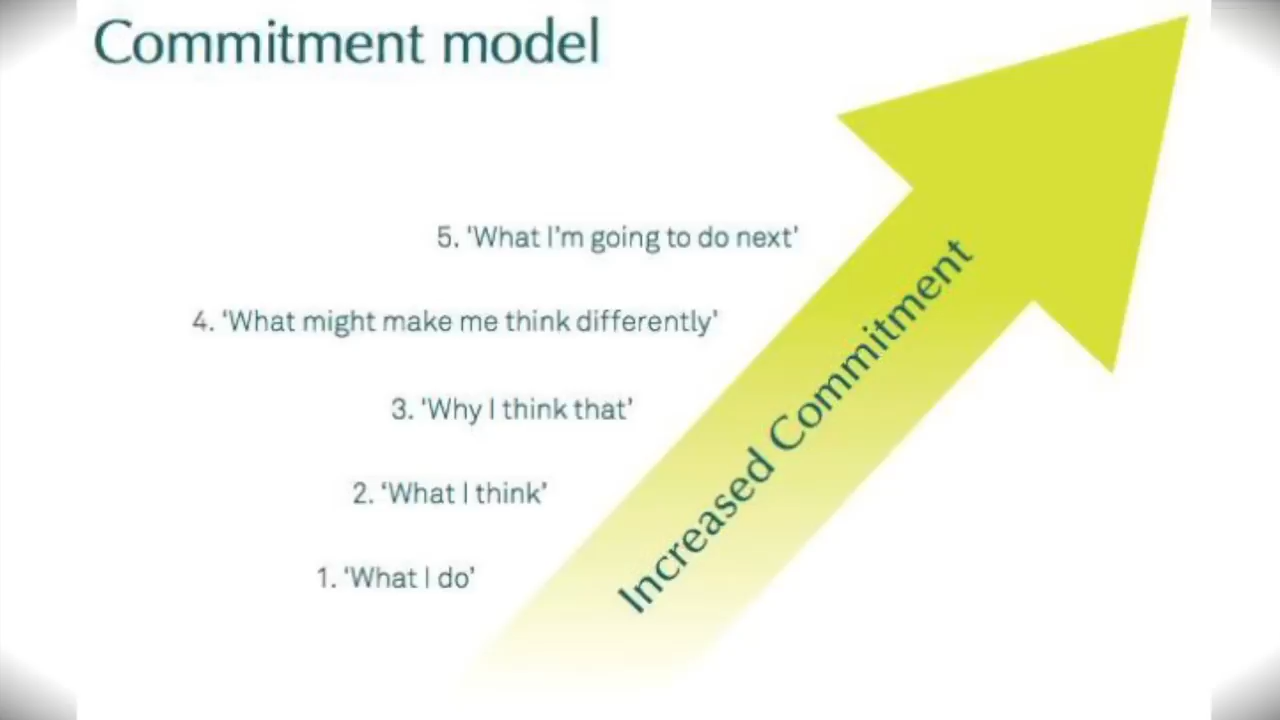 Commitment model
5. 'What I'm going to do next'
4. 'What might make me think differently'
3. 'Why I think that'
2. 'What I think'
1. 'What I do'
Increased Commitment